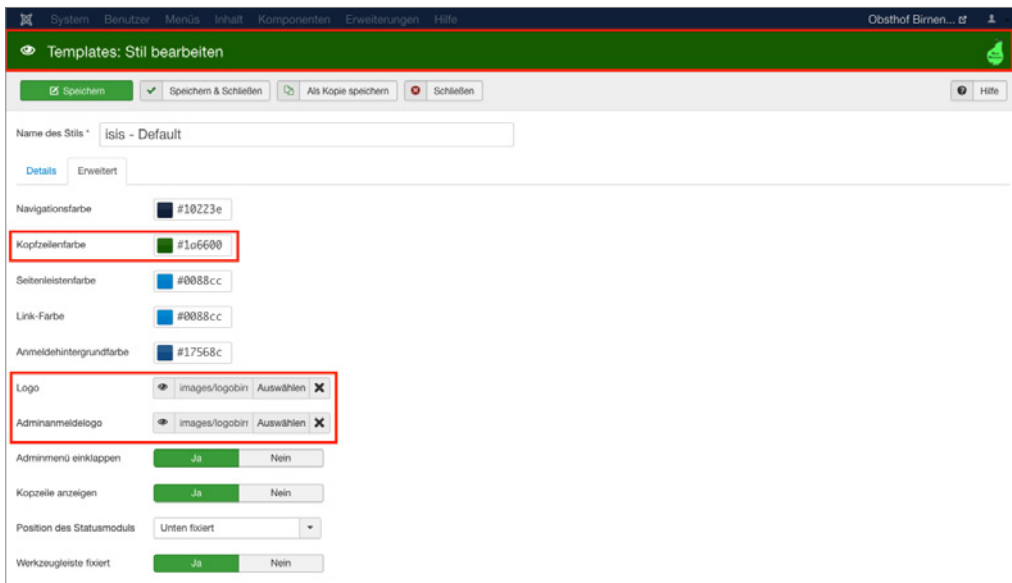 System Benutzer Menüs Inhalt Komponenten Erweiterungen Hilfe Obsthof Birnen...
Templates: Stil bearbeiten
Speichern Speichern & Schließen Als Kopie speichern Schließen Hilfe
Name des Stils * isis - Default
Details Erweitert
Navigationsfarbe #10223e
Kopfzeilenfarbe #1a6600
Seitenleistenfarbe #0088cc
Link-Farbe #0088cc
Anmeldehintergrundfarbe #17568c
Logo images/logobirr Auswählen
Adminanmeldelogo images/logobirr Auswählen
Adminmenü einklappen Ja Nein
Kopzeile anzeigen Ja Nein
Position des Statusmoduls Unten fixiert
Werkzeugleiste fixiert Ja Nein